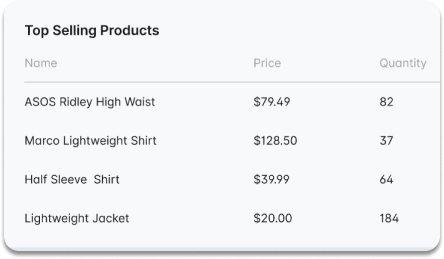 Top Selling Products
Name Price Quantity
ASOS Ridley High Waist $79.49 82
Marco Lightweight Shirt $128.50 37
Half Sleeve  Shirt $39.99 64
Lightweight Jacket $20.00 184